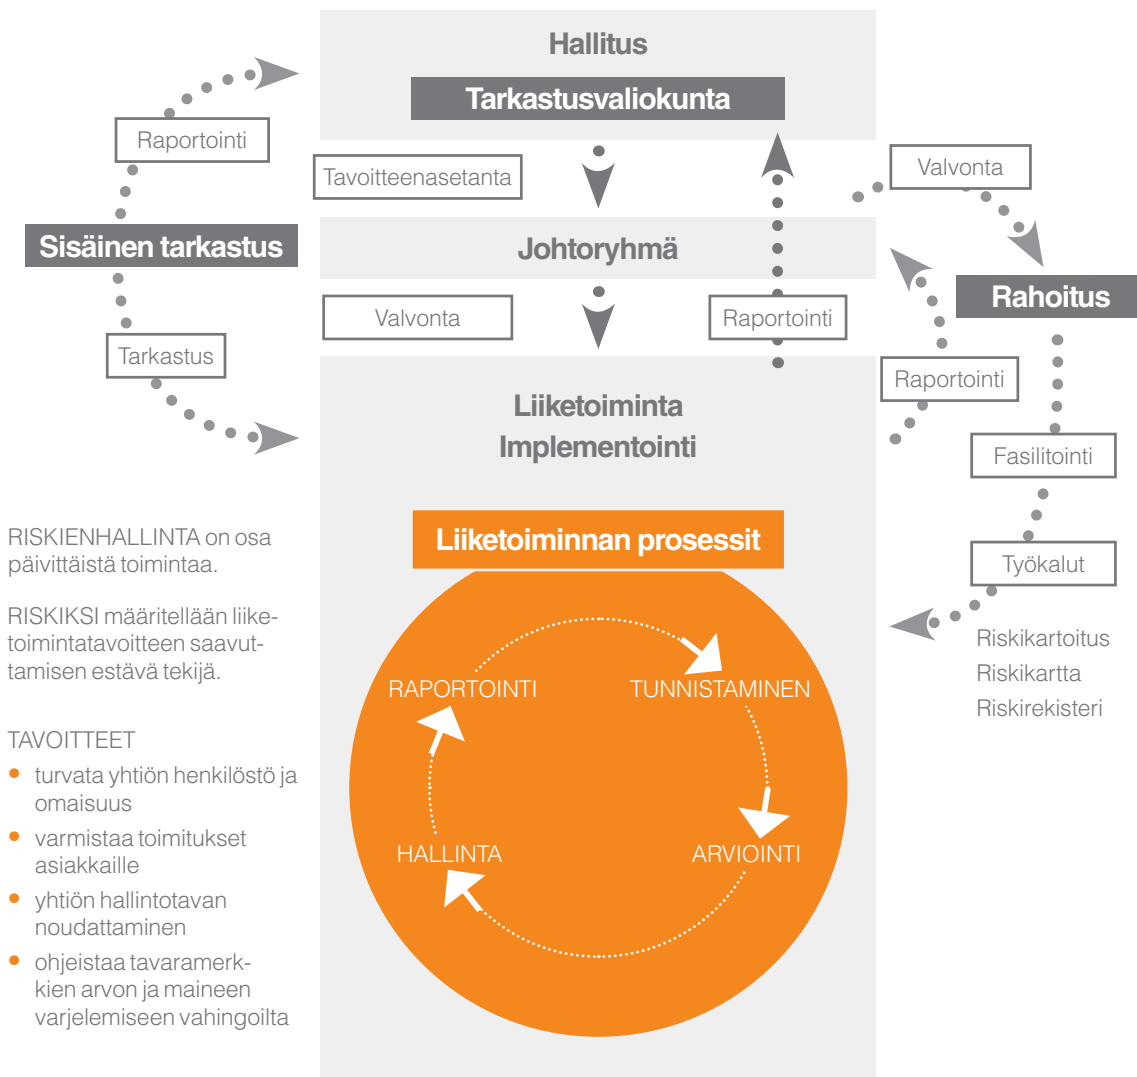 Hallitus
Tarkastusvaliokunta
Raportointi
Tavoitteenasetanta
Valvonta
Sisäinen tarkastus
Johtoryhmä
Rahoitus
Valvonta
Raportointi
Tarkastus
Raportointi
Liiketoiminta
Implementointi
Fasilitointi
Työkalut
Riskikartoitus
Riskikartta
Riskirekisteri
Liiketoiminnan prosessit
RAPORTOINTI
TUNNISTAMINEN
HALLINTA
ARVIOINTI
RISKIENHALLINTA on osa
päivittäistä toimintaa.
RISKIKSI määritellään liike-
toimintatavoitteen saavut-
tamisen estävä tekijä.
TAVOITTEET
• turvata yhtiön henkilöstö ja
omaisuus
• varmistaa toimitukset
asiakkaille
• yhtiön hallintotavan
noudattaminen
• ohjeistaa tavaramerk-
kien arvon ja maineen
varjelemiseen vahingoilta